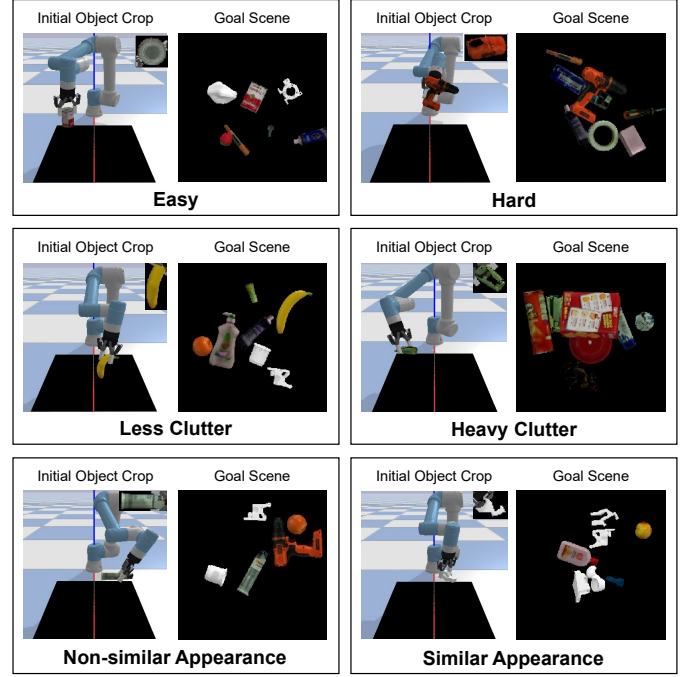 Initial Object Crop Goal Scene
Easy
Initial Object Crop Goal Scene
Hard
Initial Object Crop Goal Scene
Less Clutter
Initial Object Crop Goal Scene
Heavy Clutter
Initial Object Crop Goal Scene
Non-similar Appearance
Initial Object Crop Goal Scene
Similar Appearance